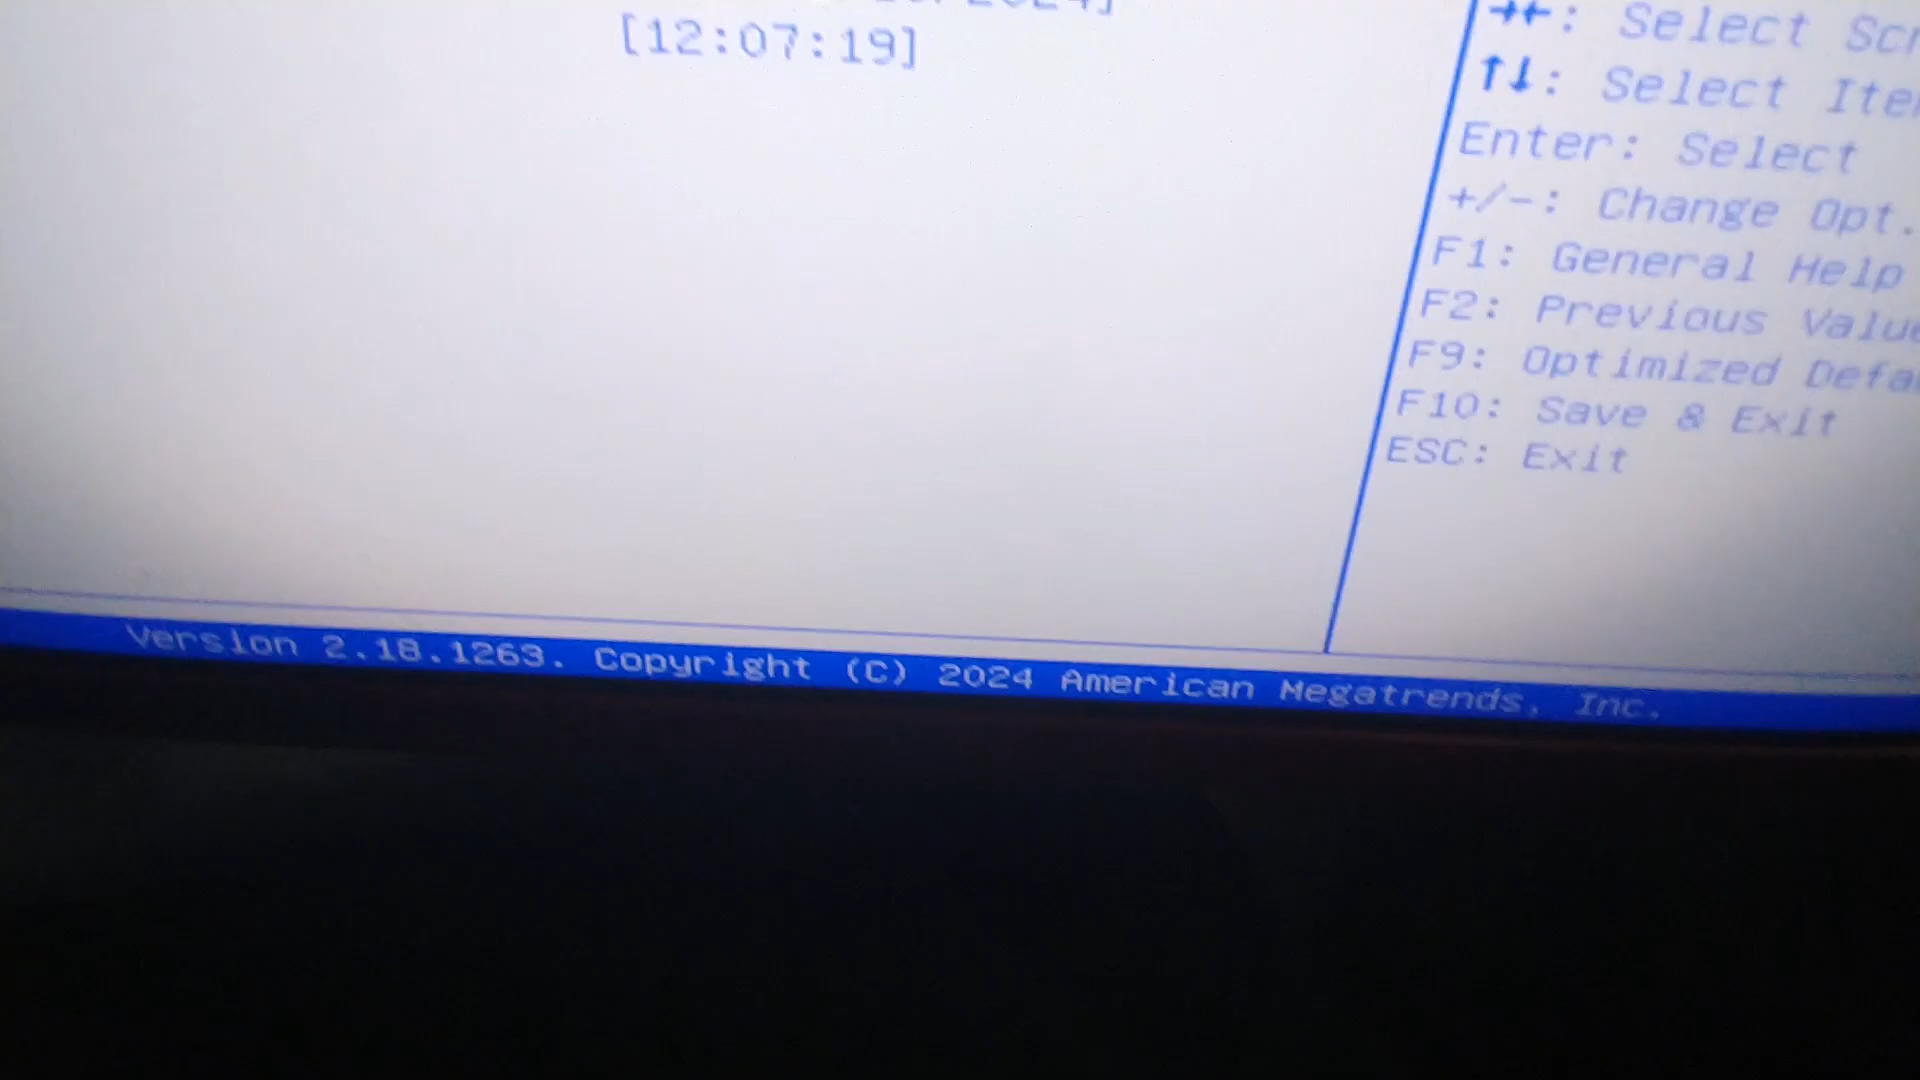 [12:07:19]
→←: Select
↑↓: Select
Enter: Select
+/-: Change Opt.
F1: General Help
F2: Previous
F9: Optimized
F10: Save & Exit
ESC: Exit
Version 2.18.1263. Copyright (C) 2024 American Megatrends, Inc.